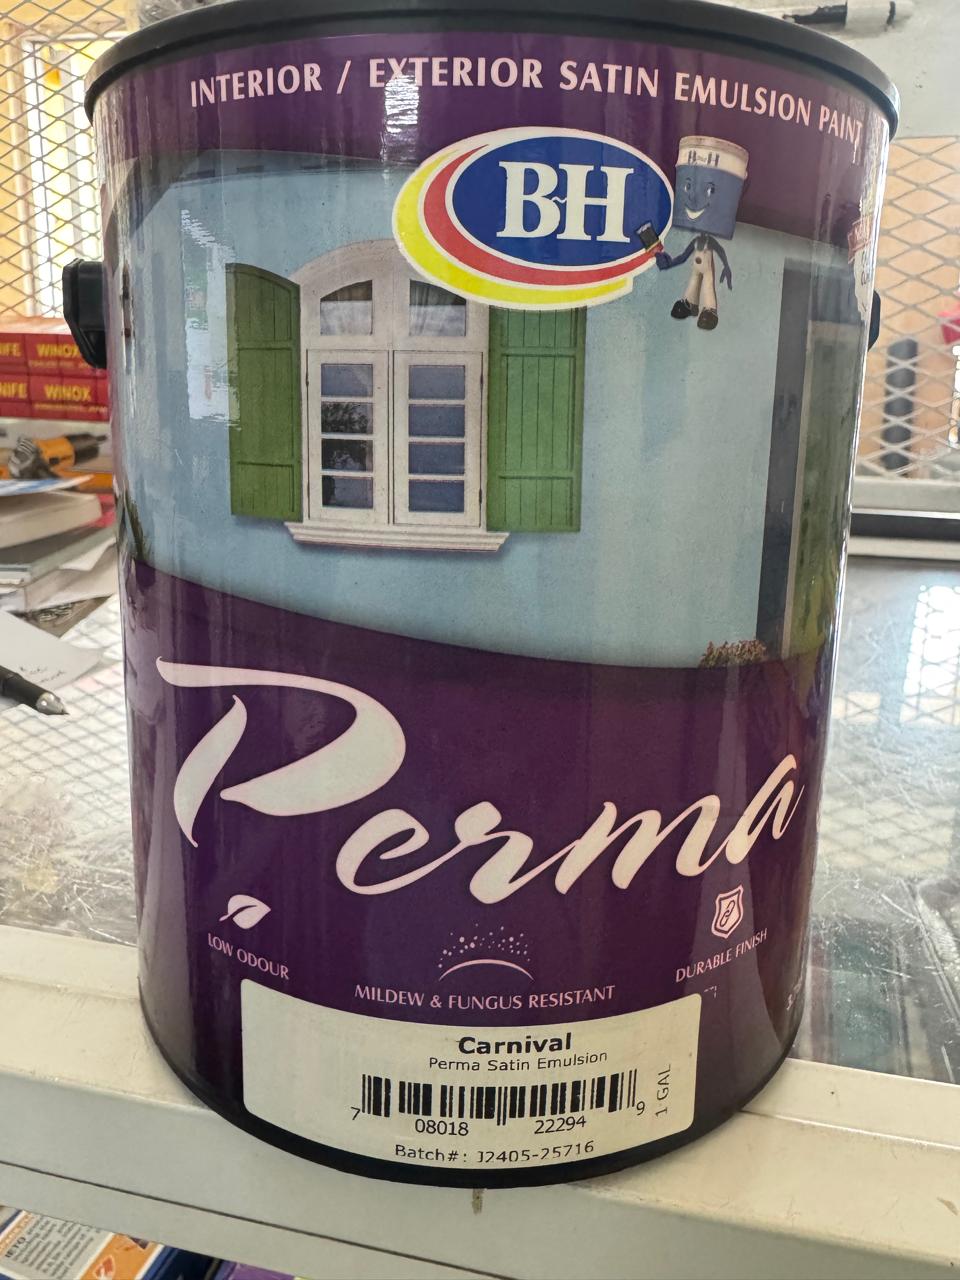 INTERIOR / EXTERIOR SATIN EMULSION PAINT
B-H
WINOX
WINOX
Perma
LOW ODOUR
MILDEW & FUNGUS RESISTANT
DURABLE FINISH
Carnival
Perma Satin Emulsion
1 GAL
7 08018 22294 9
Batch#: J2405-25716